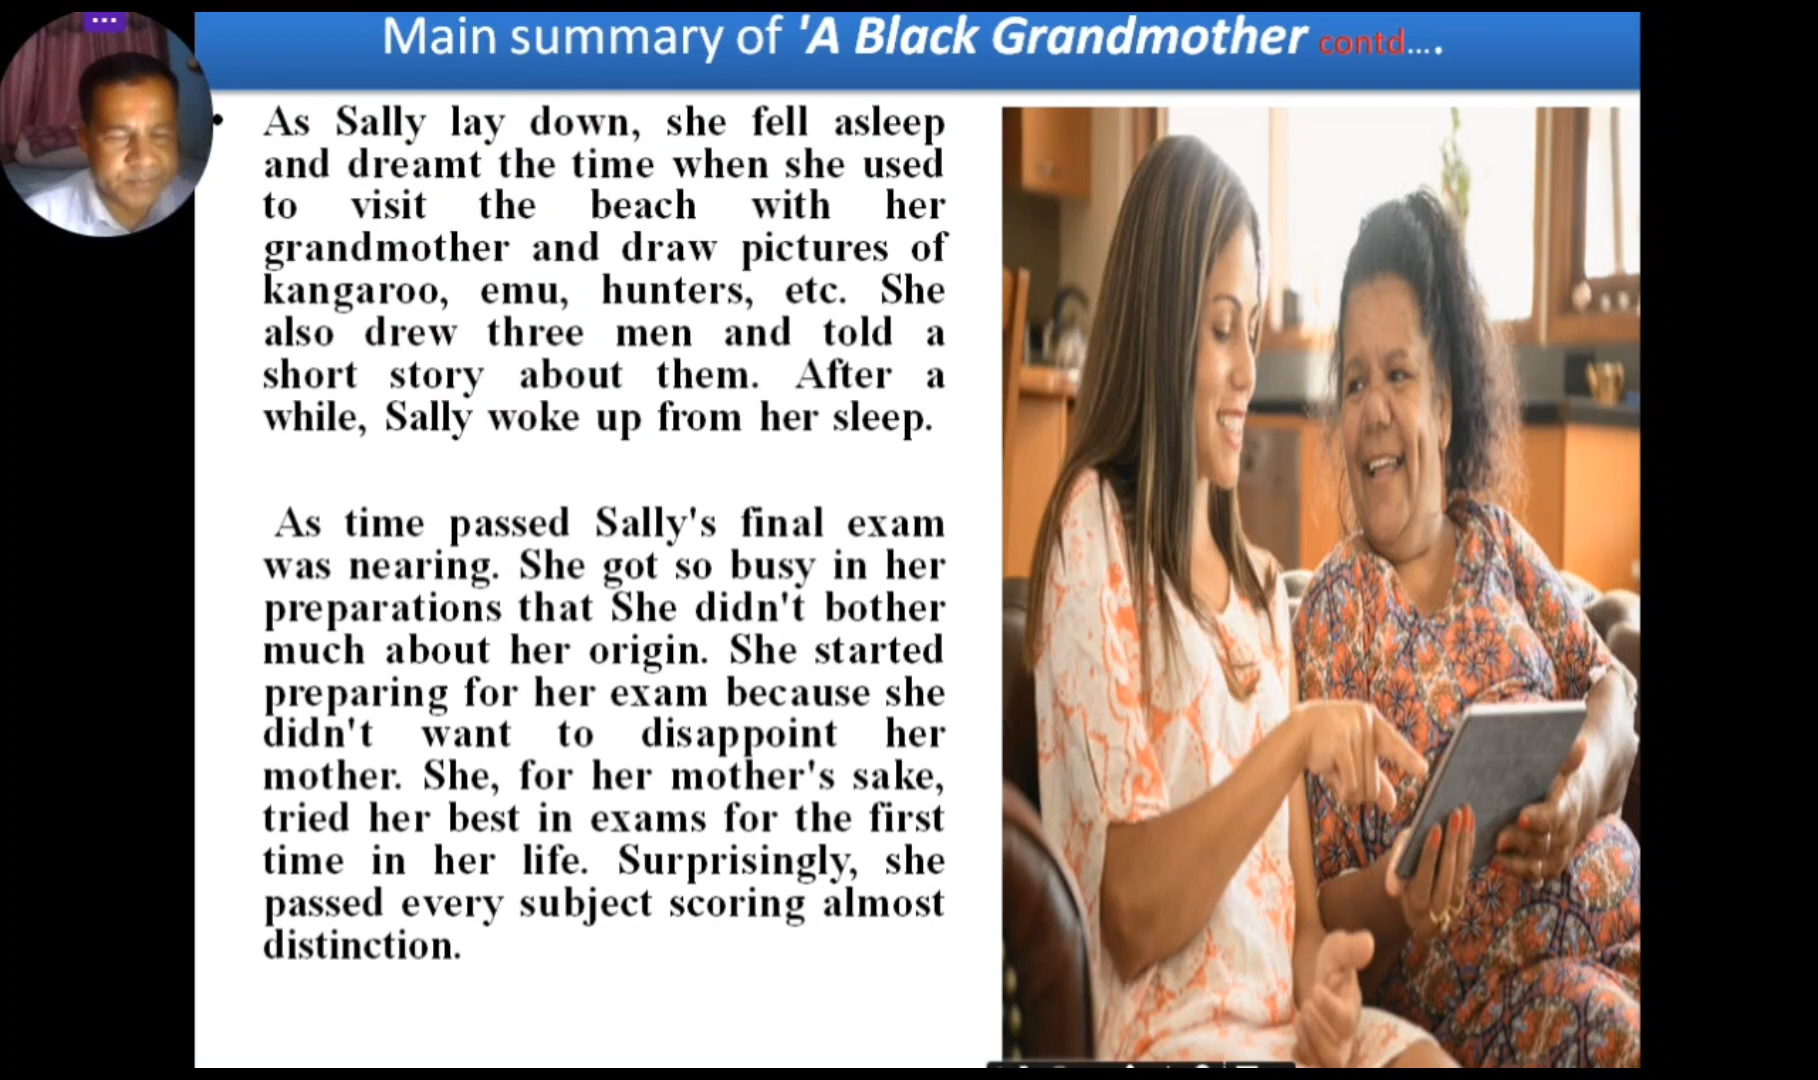 Main summary of 'A Black Grandmother contd....
• As Sally lay down, she fell asleep
and dreamt the time when she used
to visit the beach with her
grandmother and draw pictures of
kangaroo, emu, hunters, etc. She
also drew three men and told a
short story about them. After a
while, Sally woke up from her sleep.
As time passed Sally's final exam
was nearing. She got so busy in her
preparations that She didn't bother
much about her origin. She started
preparing for her exam because she
didn't want to disappoint her
mother. She, for her mother's sake,
tried her best in exams for the first
time in her life. Surprisingly, she
passed every subject scoring almost
distinction.